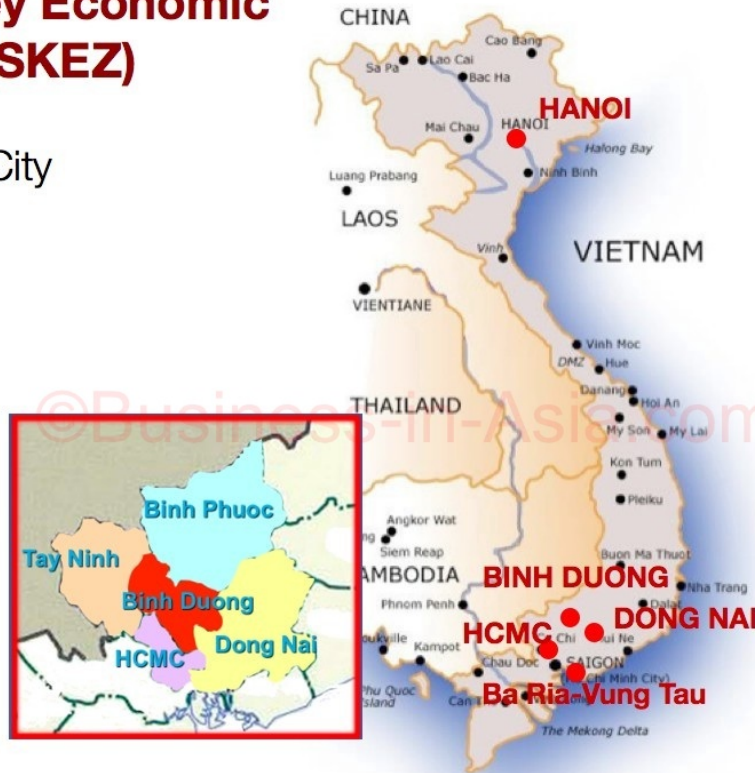 y Economic
SKEZ)
City
CHINA
Cao Bang
Sa Pa
Lao Cai
Bac Ha
HANOI
Mai Chau
HANOI
Halong Bay
Ninh Binh
Luang Prabang
LAOS
Vinh
VIETNAM
VIENTIANE
Vinh Moc
DMZ
Hue
Danang
Hoi An
THAILAND
©Business-in-Asia.com
My Son
My Lai
Kon Tum
Pleiku
Angkor Wat
Siem Reap
Buon Ma Thuot
AMBODIA
BINH DUONG
Nha Trang
Phnom Penh
Dalat
DONG NAI
HCMC
Chi
ui Ne
Kampot
Chau Doc
SAIGON
Chi Minh City)
Phu Quoc
Island
Can
Ba Ria-Vung Tau
The Mekong Delta
Binh Phuoc
Tay Ninh
Binh Duong
Dong Nai
HCMC